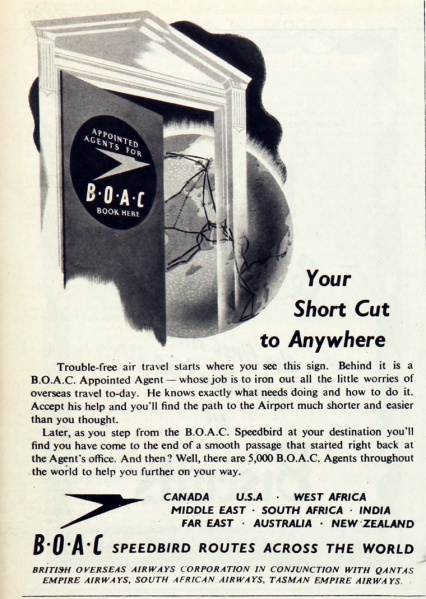 APPOINTED
AGENTS FOR
B·O·A·C
BOOK HERE
Your
Short Cut
to Anywhere
Trouble-free air travel starts where you see this sign. Behind it is a
B.O.A.C. Appointed Agent — whose job is to iron out all the little worries of
overseas travel to-day. He knows exactly what needs doing and how to do it.
Accept his help and you'll find the path to the Airport much shorter and easier
than you thought.
Later, as you step from the B.O.A.C. Speedbird at your destination you'll
find you have come to the end of a smooth passage that started right back at
the Agent's office. And then? Well, there are 5,000 B.O.A.C. Agents throughout
the world to help you further on your way.
CANADA U.S.A · WEST AFRICA
MIDDLE EAST · SOUTH AFRICA · INDIA
FAR EAST · AUSTRALIA · NEW ZEALAND
B·O·A·C SPEEDBIRD ROUTES ACROSS THE WORLD
BRITISH OVERSEAS AIRWAYS CORPORATION IN CONJUNCTION WITH QANTAS
EMPIRE AIRWAYS, SOUTH AFRICAN AIRWAYS, TASMAN EMPIRE AIRWAYS.